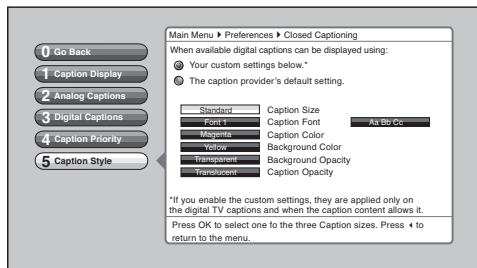 Main Menu ▶ Preferences ▶ Closed Captioning
0 Go Back
1 Caption Display
2 Analog Captions
3 Digital Captions
4 Caption Priority
5 Caption Style
When available digital captions can be displayed using:
Your custom settings below.*
The caption provider's default setting.
Standard Caption Size
Font 1 Caption Font Aa Bb Cc
Magenta Caption Color
Yellow Background Color
Transparent Background Opacity
Translucent Caption Opacity
*If you enable the custom settings, they are applied only on
the digital TV captions and when the caption content allows it.
Press OK to select one fo the three Caption sizes. Press ◀ to
return to the menu.